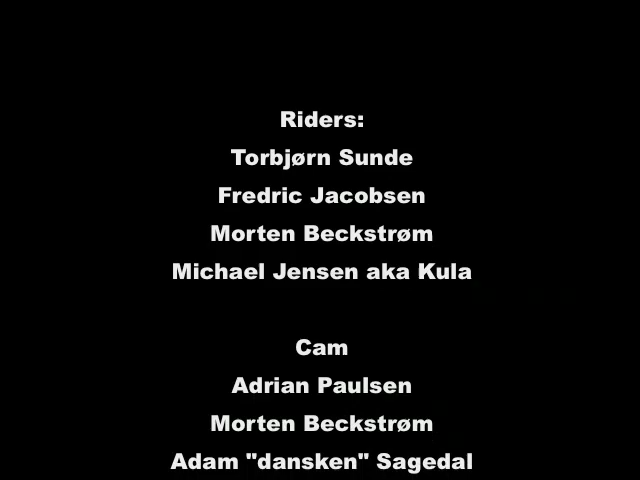 Riders:
Torbjørn Sunde
Fredric Jacobsen
Morten Beckstrøm
Michael Jensen aka Kula
Cam
Adrian Paulsen
Morten Beckstrøm
Adam "dansken" Sagedal